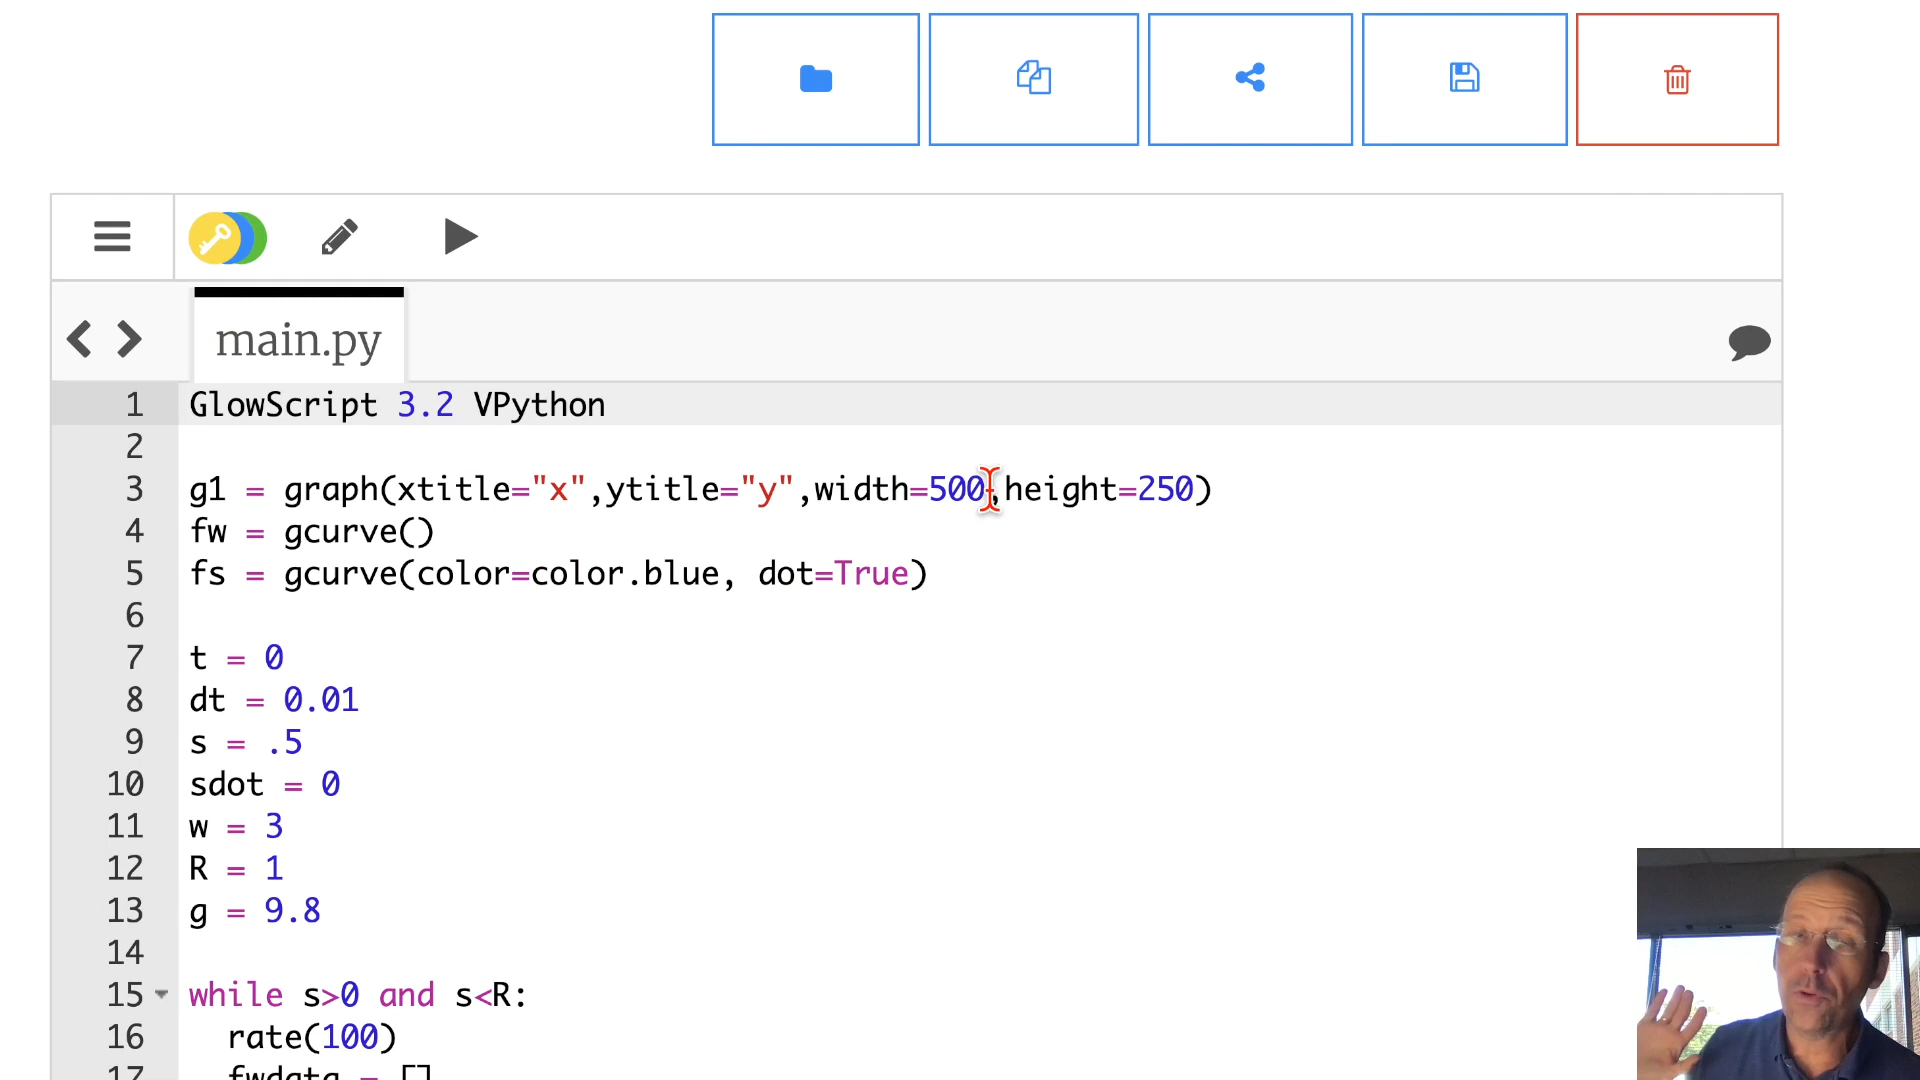 main.py
1 GlowScript 3.2 VPython
2
3 g1 = graph(xtitle="x",ytitle="y",width=500,height=250)
4 fw = gcurve()
5 fs = gcurve(color=color.blue, dot=True)
6
7 t = 0
8 dt = 0.01
9 s = .5
10 sdot = 0
11 w = 3
12 R = 1
13 g = 9.8
14
15 while s>0 and s<R:
16 rate(100)
17 fwdata = []